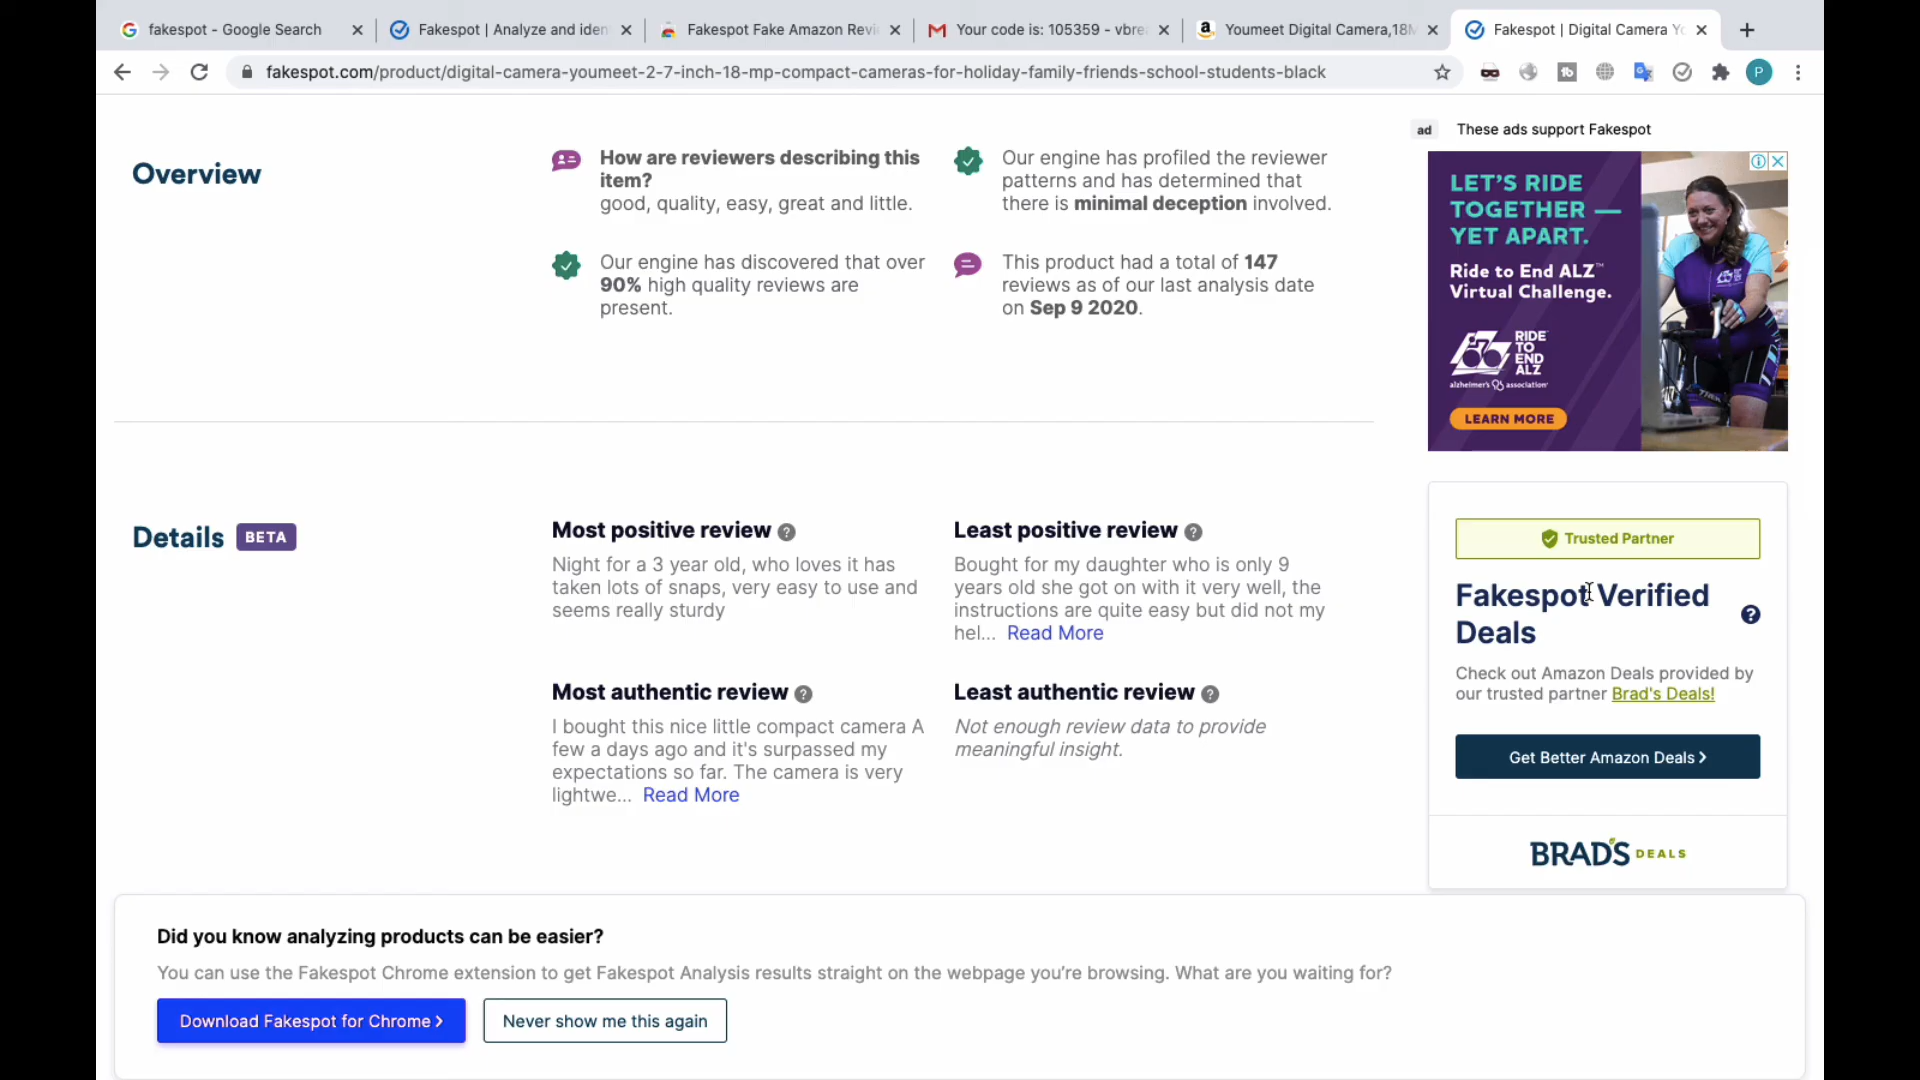 fakespot - Google Search
Fakespot | Analyze and iden
Fakespot Fake Amazon Revi
Your code is: 105359 - vbre
Youmeet Digital Camera,18M
Fakespot | Digital Camera Yo
fakespot.com/product/digital-camera-youmeet-2-7-inch-18-mp-compact-cameras-for-holiday-family-friends-school-students-black
P
Overview
How are reviewers describing this
item?
good, quality, easy, great and little.
Our engine has profiled the reviewer
patterns and has determined that
there is minimal deception involved.
Our engine has discovered that over
90% high quality reviews are
present.
This product had a total of 147
reviews as of our last analysis date
on Sep 9 2020.
ad These ads support Fakespot
LET'S RIDE
TOGETHER —
YET APART.
Ride to End ALZ™
Virtual Challenge.
RIDE
TO
END
ALZ
alzheimer's association®
LEARN MORE
Details BETA
Most positive review
Night for a 3 year old, who loves it has
taken lots of snaps, very easy to use and
seems really sturdy
Least positive review
Bought for my daughter who is only 9
years old she got on with it very well, the
instructions are quite easy but did not my
hel... Read More
Most authentic review
I bought this nice little compact camera A
few a days ago and it's surpassed my
expectations so far. The camera is very
lightwe... Read More
Least authentic review
Not enough review data to provide
meaningful insight.
Trusted Partner
Fakespot Verified
Deals
Check out Amazon Deals provided by
our trusted partner Brad's Deals!
Get Better Amazon Deals
BRAD'S DEALS
Did you know analyzing products can be easier?
You can use the Fakespot Chrome extension to get Fakespot Analysis results straight on the webpage you're browsing. What are you waiting for?
Download Fakespot for Chrome
Never show me this again